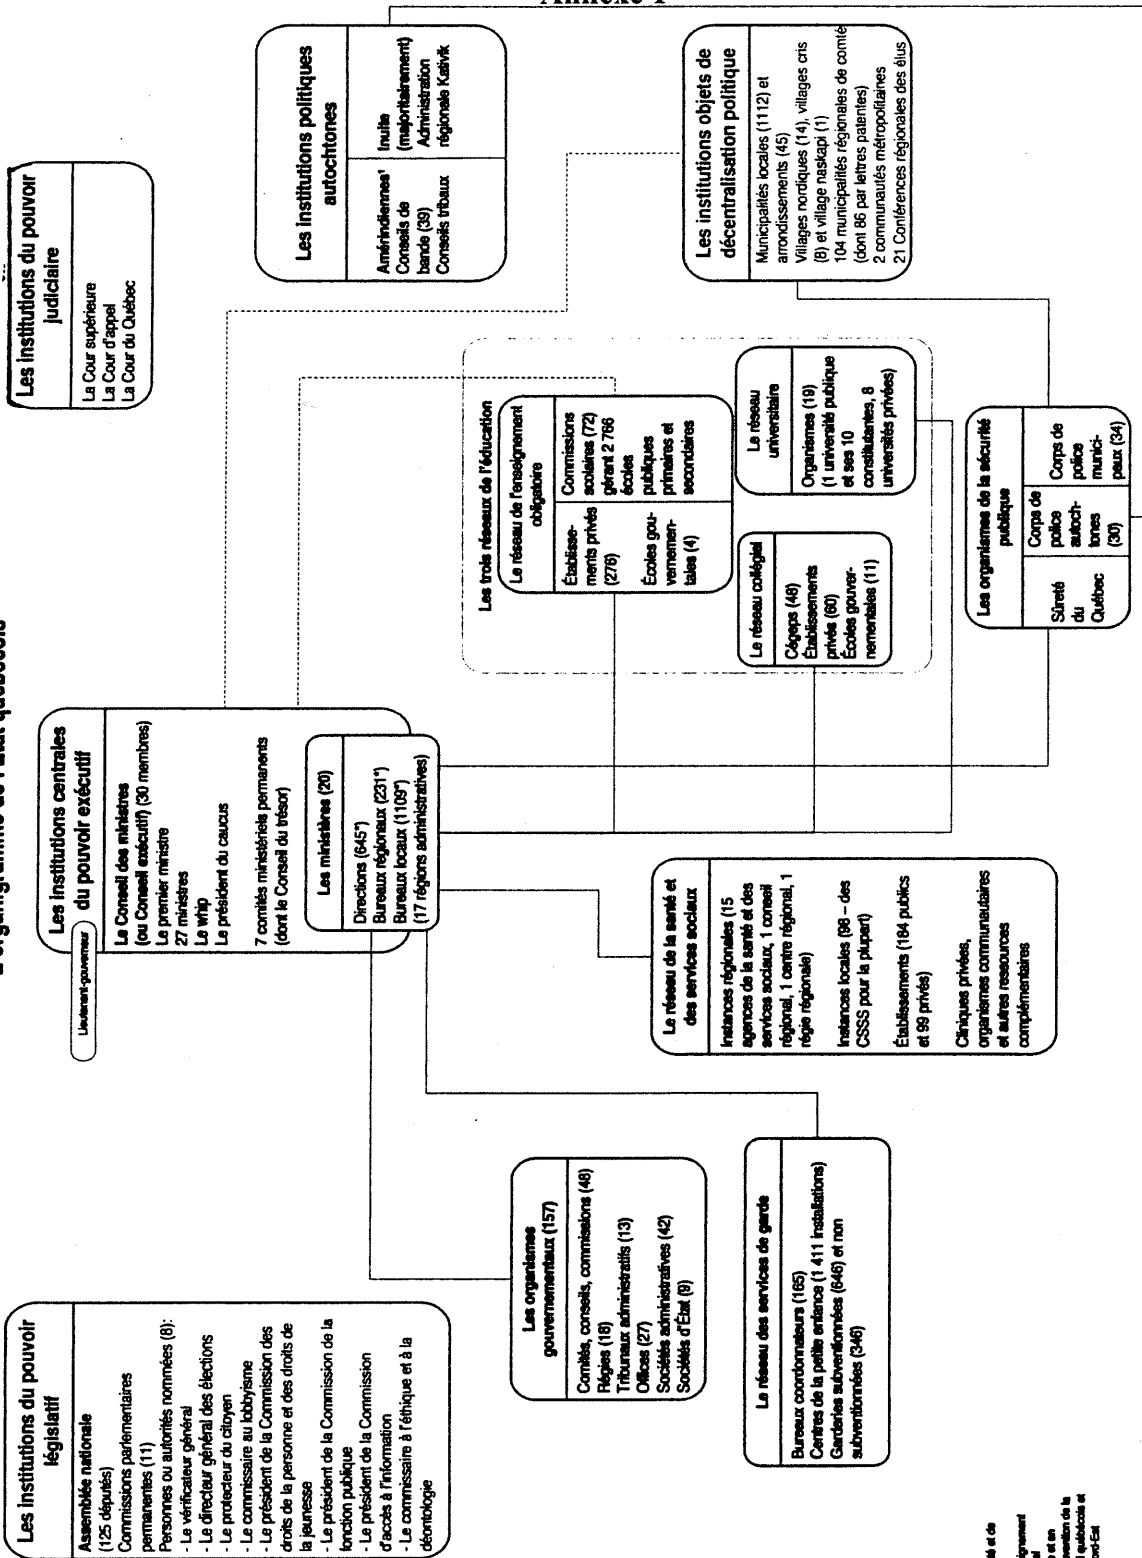 Annexe 1
L'organigramme de l'État québécois
Les institutions du pouvoir
législatif
Assemblée nationale
(125 députés)
Commissions parlementaires
permanentes (11)
Personnes ou autorités nommées (8):
- Le vérificateur général
- Le directeur général des élections
- Le protecteur du citoyen
- Le commissaire au lobbyisme
- Le président de la Commission des
droits de la personne et des droits de
la jeunesse
- Le président de la Commission de la
fonction publique
- Le président de la Commission
d'accès à l'information
- Le commissaire à l'éthique et à la
déontologie
Lieutenant-gouverneur
Les institutions centrales
du pouvoir exécutif
Le Conseil des ministres
(ou Conseil exécutif) (30 membres)
Le premier ministre
27 ministres
Le whip
Le président du caucus
7 comités ministériels permanents
(dont le Conseil du trésor)
Les ministères (20)
Directions (645*)
Bureaux régionaux (231*)
Bureaux locaux (1109*)
(17 régions administratives)
Les institutions du pouvoir
judiciaire
La Cour supérieure
La Cour d'appel
La Cour du Québec
Les institutions politiques
autochtones
Amérindiennes¹
Conseils de
bande (39)
Conseils tribaux
Inuite
(majoritairement)
Administration
régionale Kativik
Les organismes
gouvernementaux (157)
Comités, conseils, commissions (48)
Régies (18)
Tribunaux administratifs (13)
Offices (27)
Sociétés administratives (42)
Sociétés d'État (9)
Le réseau des services de garde
Bureaux coordonnateurs (165)
Centres de la petite enfance (1 411 installations)
Garderies subventionnées (646) et non
subventionnées (346)
Le réseau de la santé et
des services sociaux
Instances régionales (15
agences de la santé et des
services sociaux, 1 conseil
régional, 1 centre régional, 1
régie régionale)
Instances locales (98 – des
CSSS pour la plupart)
Établissements (184 publics
et 99 privés)
Cliniques privées,
organismes communautaires
et autres ressources
complémentaires
Les trois réseaux de l'éducation
Le réseau de l'enseignement
obligatoire
Établisse-
ments privés
(276)
Écoles gou-
vernemen-
tales (4)
Commissions
scolaires (72)
gérant 2 766
écoles
publiques
primaires et
secondaires
Le réseau collégial
Cégeps (48)
Établissements
privés (60)
Écoles gouver-
nementales (11)
Le réseau
universitaire
Organismes (19)
(1 université publique
et ses 10
constituantes, 8
universités privées)
Les institutions objets de
décentralisation politique
Municipalités locales (1112) et
arrondissements (45)
Villages nordiques (14), villages cris
(8) et village naskapi (1)
104 municipalités régionales de comté
(dont 86 par lettres patentes)
2 communautés métropolitaines
21 Conférences régionales des élus
Les organismes de la sécurité
publique
Sûreté
du
Québec
Corps de
police
autoch-
tones
(30)
Corps de
police
munici-
paux (34)